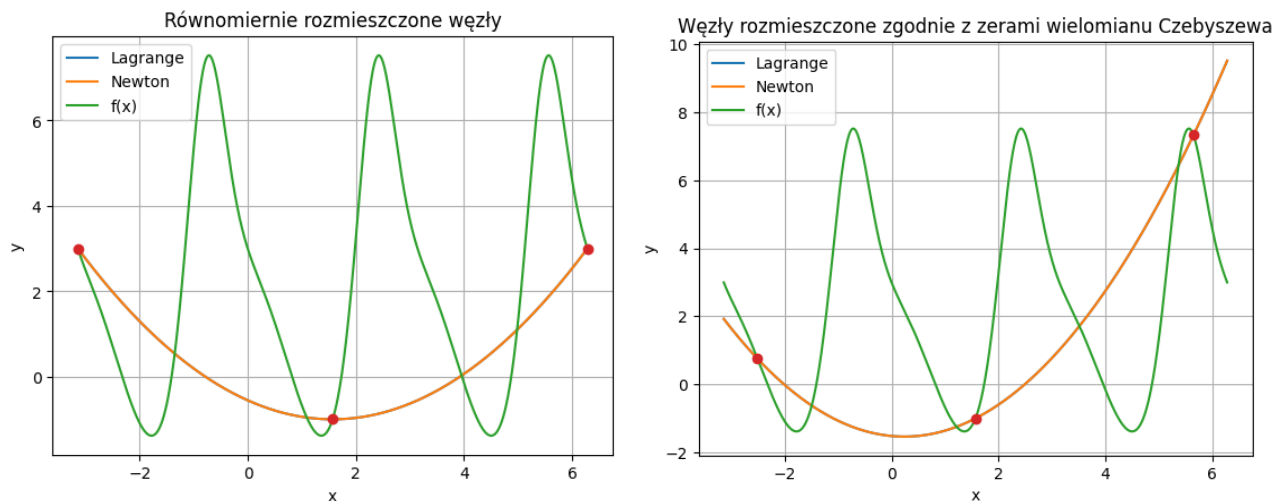 Równomiernie rozmieszczone węzły
Lagrange
Newton
f(x)
6
4
2
0
−2
0
2
4
6
x
y
Węzły rozmieszczone zgodnie z zerami wielomianu Czebyszewa
Lagrange
Newton
f(x)
10
8
6
4
2
0
−2
−2
0
2
4
6
x
y